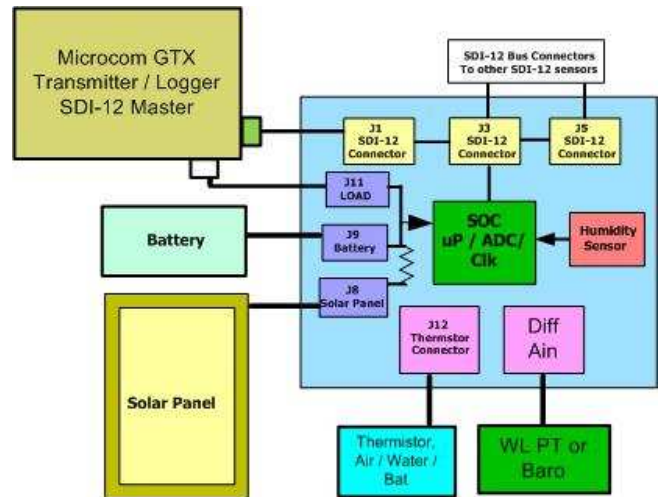 Microcom GTX
Transmitter / Logger
SDI-12 Master
SDI-12 Bus Connectors
To other SDI-12 sensors
J1
SDI-12
Connector
J3
SDI-12
Connector
J5
SDI-12
Connector
J11
LOAD
Battery
J9
Battery
SOC
uP / ADC/
Clk
Humidity
Sensor
J8
Solar Panel
Solar Panel
J12
Thermstor
Connector
Diff
Ain
Thermistor,
Air / Water /
Bat
WL PT or
Baro